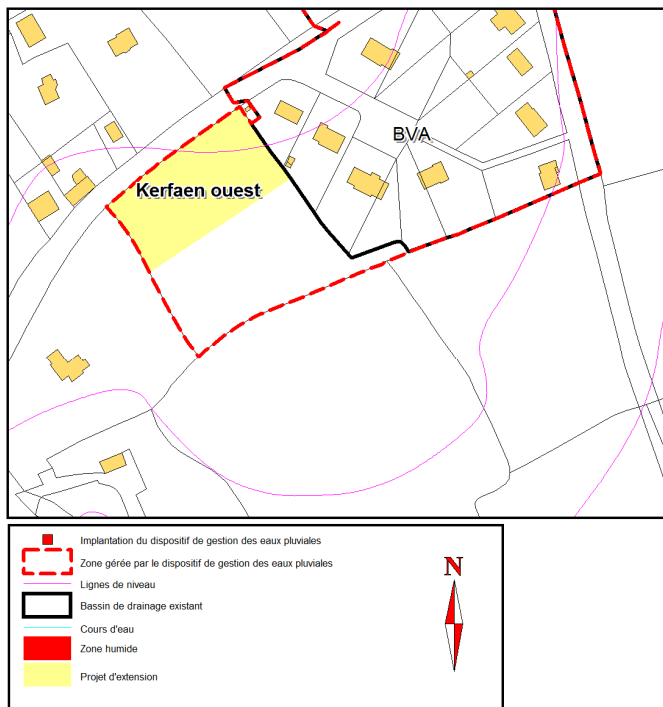 BVA
Kerfaen ouest
Implantation du dispositif de gestion des eaux pluviales
Zone gérée par le dispositif de gestion des eaux pluviales
Lignes de niveau
Bassin de drainage existant
Cours d'eau
Zone humide
Projet d'extension
N